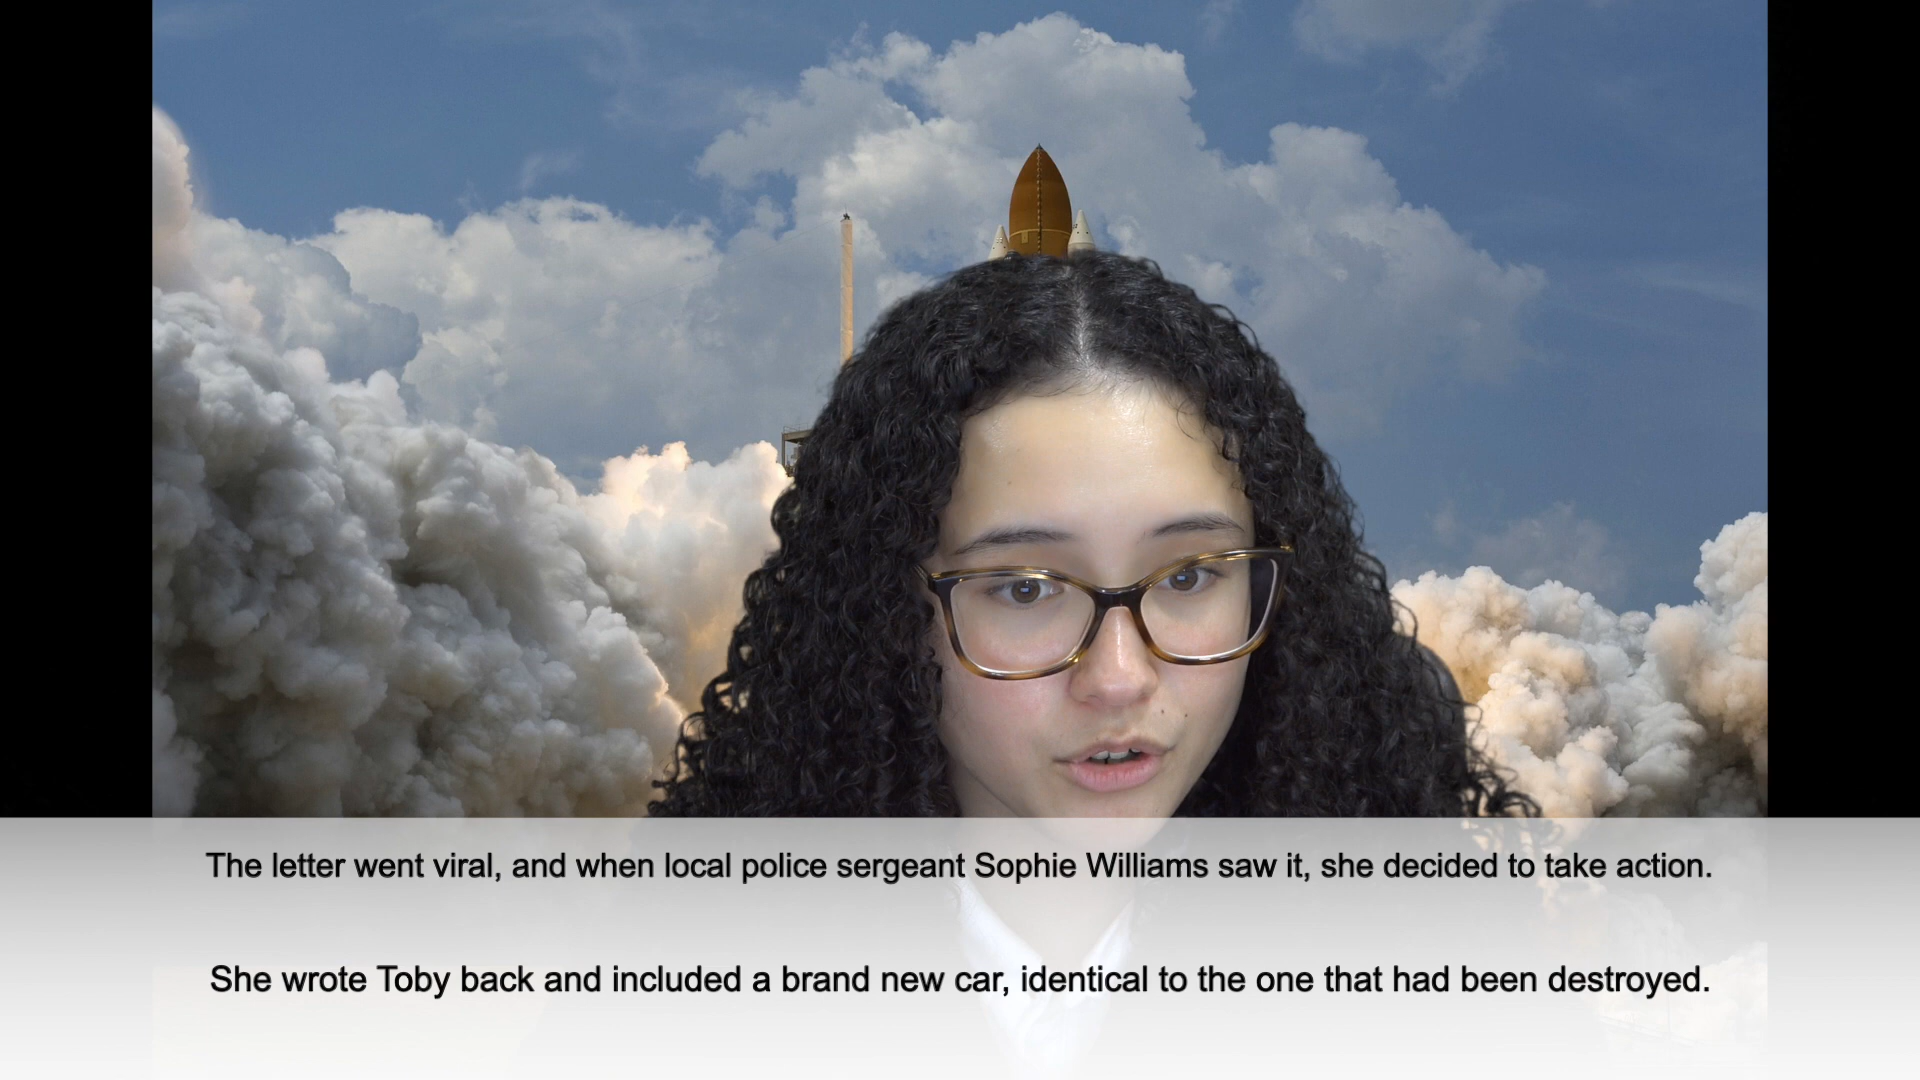 The letter went viral, and when local police sergeant Sophie Williams saw it, she decided to take action.
She wrote Toby back and included a brand new car, identical to the one that had been destroyed.